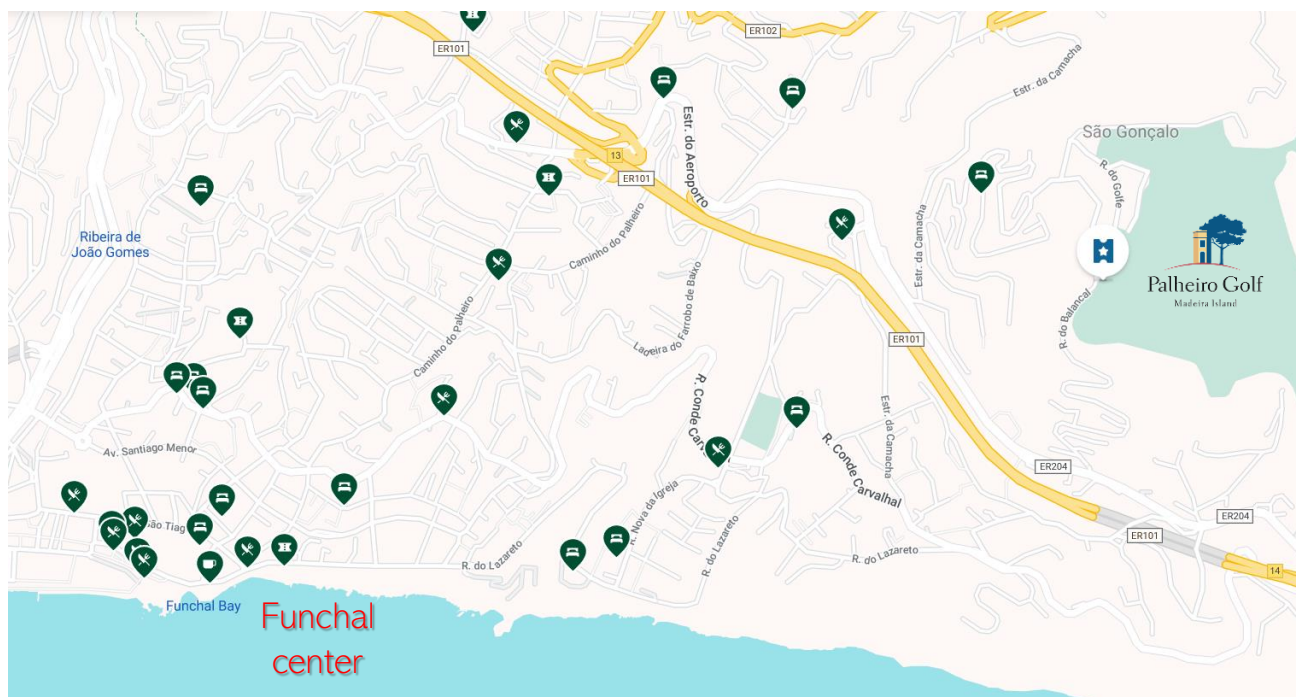 ER101
ER102
Estr. da Camacha
São Gonçalo
Estr. do Aeroporto
13
ER101
R. do Golfe
Ribeira de
João Gomes
Caminho do Palheiro
Estr. da Camacha
Palheiro Golf
Madeira Island
R. do Balancal
Caminho do Palheiro
Ladeira do Farrobo de Baixo
ER101
R. Conde Carv
Estr. da Camacha
R. Conde Carvalhal
Av. Santiago Menor
ER204
R. Nova da Igreja
ER204
São Tiag
ER101
R. do Lazareto
R. do Lazareto
R. do Lazareto
14
Funchal Bay
Funchal
center